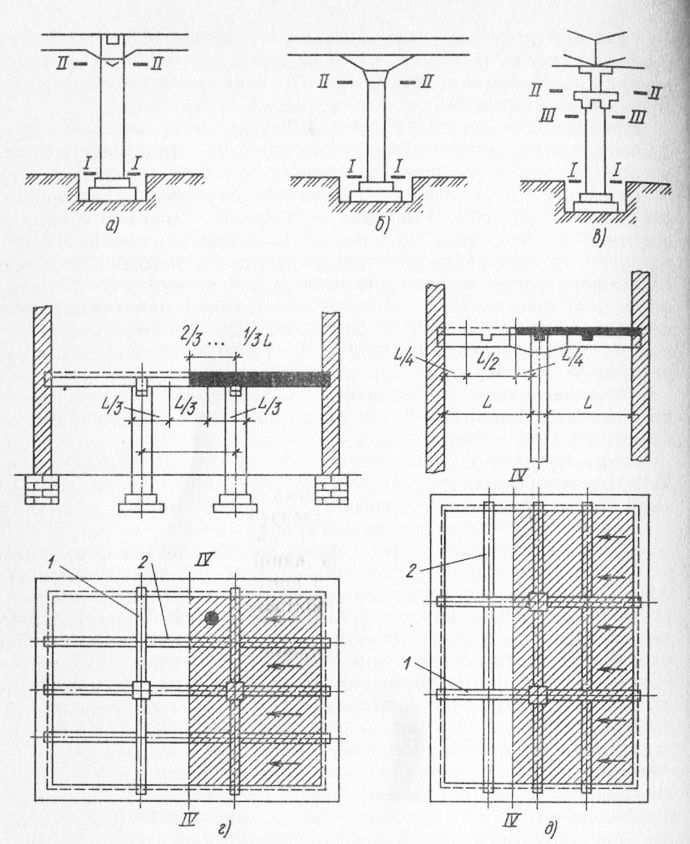 II II
I I
а)
II II
I I
б)
II II
III III
I I
в)
2/3 ... 1/3 L
L/3 L/3 L/3
L/4 L/2 L/4
L L
IV
1 2 IV
IV
г)
2
1
IV
д)